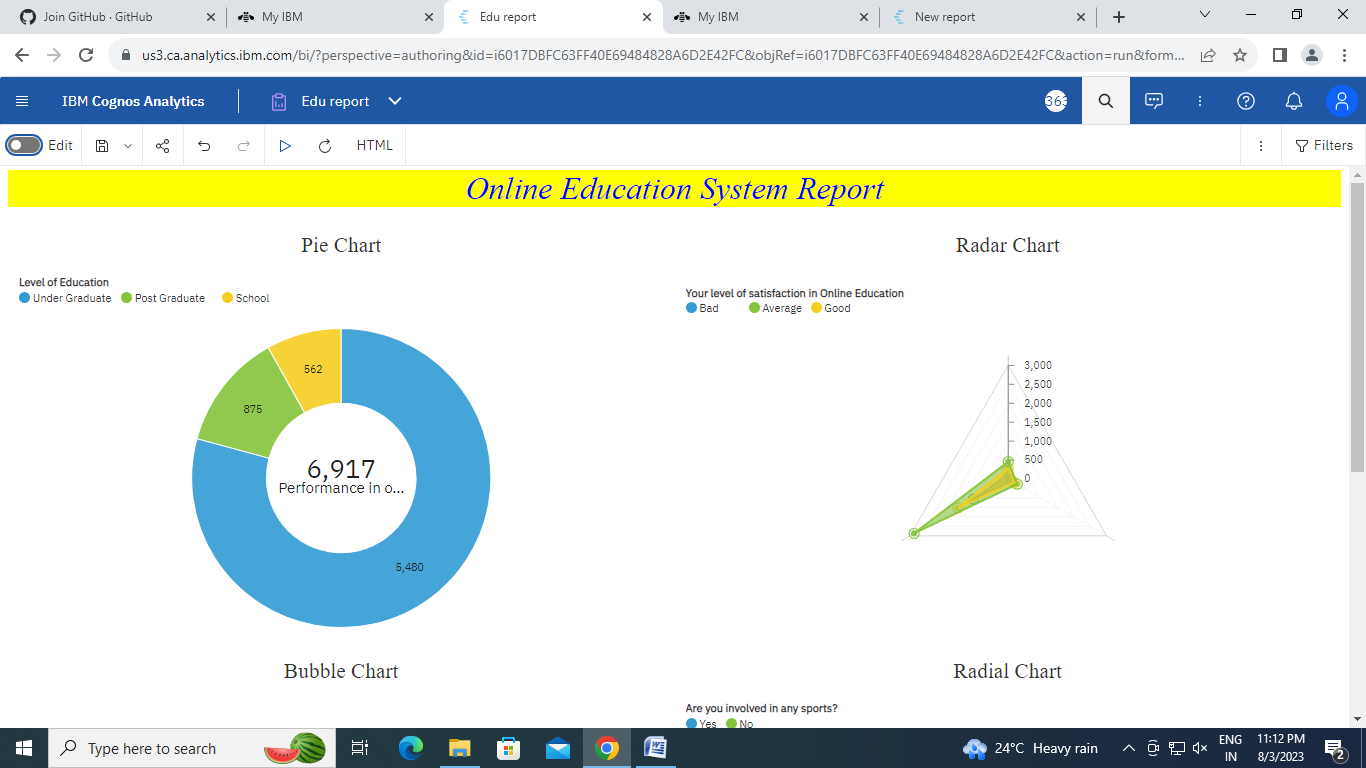 Join GitHub · GitHub
My IBM
Edu report
My IBM
New report
us3.ca.analytics.ibm.com/bi/?perspective=authoring&id=i6017DBFC63FF40E69484828A6D2E42FC&objRef=i6017DBFC63FF40E69484828A6D2E42FC&action=run&form...
IBM Cognos Analytics
Edu report
363
Edit
HTML
Filters
Online Education System Report
Pie Chart
Level of Education
Under Graduate
Post Graduate
School
562
875
6,917
Performance in o...
5,480
Radar Chart
Your level of satisfaction in Online Education
Bad
Average
Good
3,000
2,500
2,000
1,500
1,000
500
0
Bubble Chart
Radial Chart
Are you involved in any sports?
Yes
No
Type here to search
24°C Heavy rain
ENG
IN
11:12 PM
8/3/2023
2